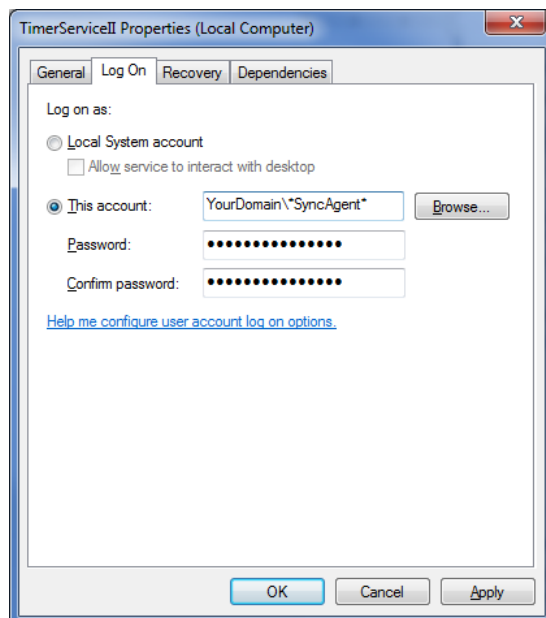 TimerServiceII Properties (Local Computer)
General Log On Recovery Dependencies
Log on as:
Local System account
Allow service to interact with desktop
This account: YourDomain\*SyncAgent* Browse...
Password: •••••••••••••••
Confirm password: •••••••••••••••
Help me configure user account log on options.
OK Cancel Apply